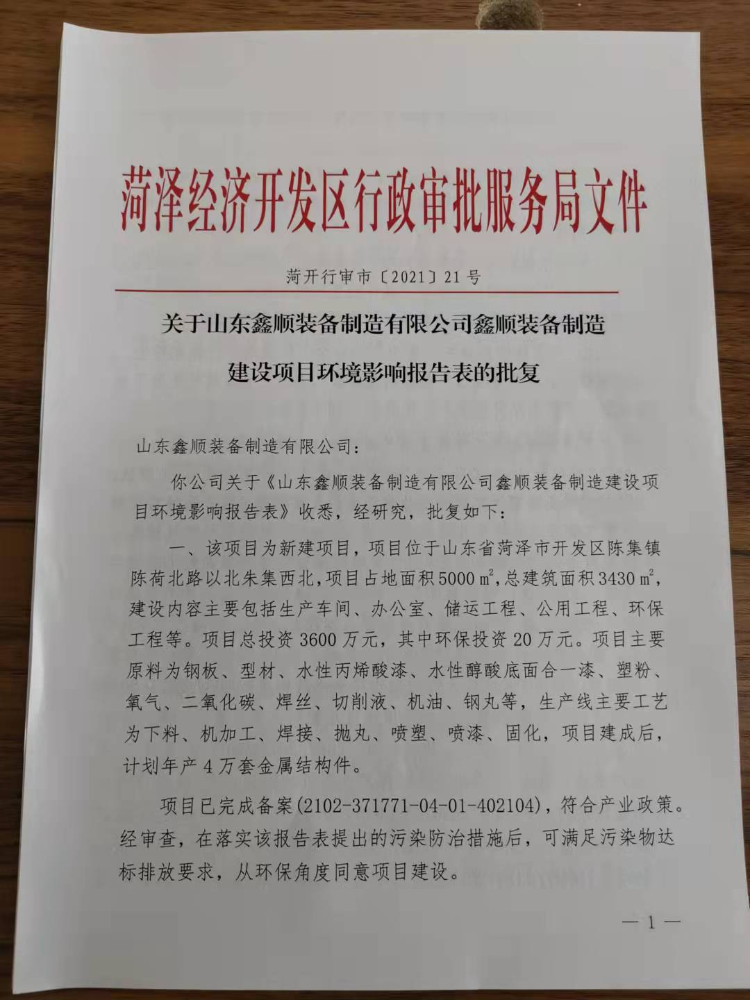 菏泽经济开发区行政审批服务局文件
菏开行审市〔2021〕21号
关于山东鑫顺装备制造有限公司鑫顺装备制造
建设项目环境影响报告表的批复
山东鑫顺装备制造有限公司：
你公司关于《山东鑫顺装备制造有限公司鑫顺装备制造建设项
目环境影响报告表》收悉，经研究，批复如下：
一、该项目为新建项目，项目位于山东省菏泽市开发区陈集镇
陈荷北路以北朱集西北，项目占地面积5000㎡，总建筑面积3430㎡，
建设内容主要包括生产车间、办公室、储运工程、公用工程、环保
工程等。项目总投资3600万元，其中环保投资20万元。项目主要
原料为钢板、型材、水性丙烯酸漆、水性醇酸底面合一漆、塑粉、
氧气、二氧化碳、焊丝、切削液、机油、钢丸等，生产线主要工艺
为下料、机加工、焊接、抛丸、喷塑、喷漆、固化，项目建成后，
计划年产4万套金属结构件。
项目已完成备案(2102-371771-04-01-402104)，符合产业政策。
经审查，在落实该报告表提出的污染防治措施后，可满足污染物达
标排放要求，从环保角度同意项目建设。
— 1 —